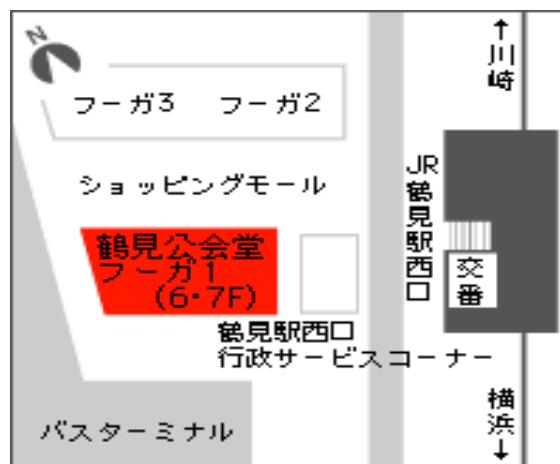 N
↑川崎
フーガ3 フーガ2
ショッピングモール
JR鶴見駅西口
鶴見公会堂
フーガ1
(6・7F)
交番
鶴見駅西口
行政サービスコーナー
バスターミナル
横浜↓